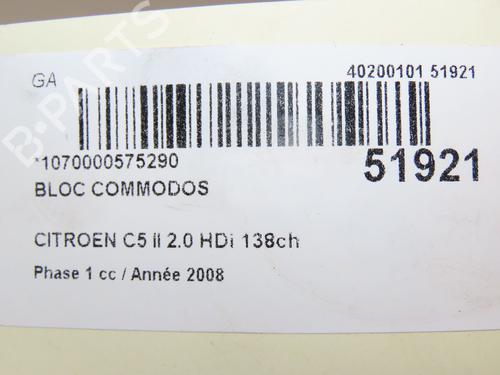 GA
40200101 51921
*1070000575290
51921
BLOC COMMODOS
CITROEN C5 II 2.0 HDi 138ch
Phase 1 cc / Année 2008
B-PARTS